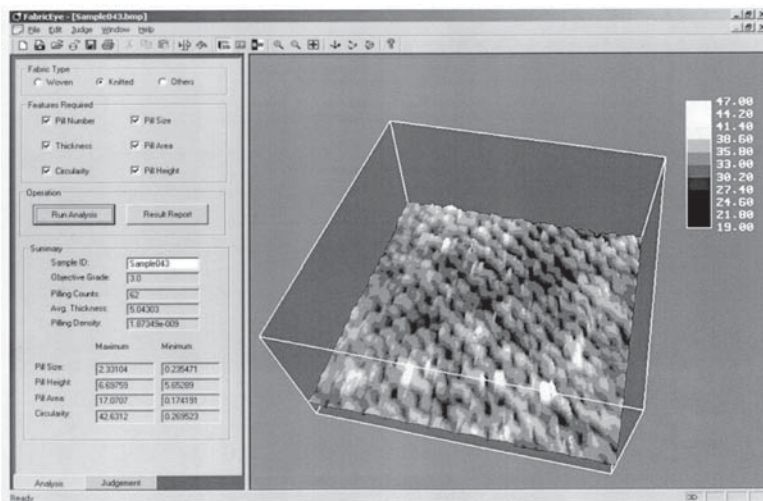 FabricEye - [Sample043.bmp]
File Edit Judge Window Help
Fabric Type
Woven Knitted Others
Features Required
Pill Number Pill Size
Thickness Pill Area
Circularity Pill Height
Operation
Run Analysis Result Report
Summary
Sample ID: Sample043
Objective Grade: 3.0
Pilling Counts: 62
Avg. Thickness: 5.04303
Pilling Density: 1.87349e-009
Maximum Minimum
Pill Size: 2.33104 0.235471
Pill Height: 6.69759 5.65289
Pill Area: 17.0707 0.174191
Circularity: 42.6312 0.269523
Analysis Judgement
Ready
47.00
44.20
41.40
38.60
35.80
33.00
30.20
27.40
24.60
21.80
19.00